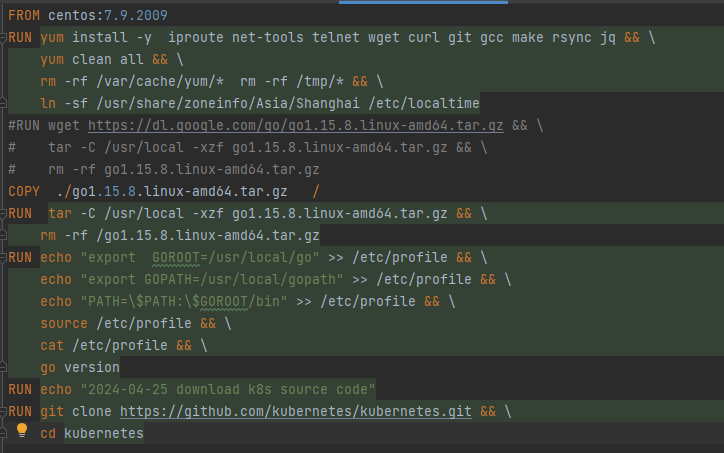 FROM centos:7.9.2009
RUN yum install -y  iproute net-tools telnet wget curl git gcc make rsync jq && \
    yum clean all && \
    rm -rf /var/cache/yum/*  rm -rf /tmp/* && \
    ln -sf /usr/share/zoneinfo/Asia/Shanghai /etc/localtime
#RUN wget https://dl.google.com/go/go1.15.8.linux-amd64.tar.gz && \
#    tar -C /usr/local -xzf go1.15.8.linux-amd64.tar.gz && \
#    rm -rf go1.15.8.linux-amd64.tar.gz
COPY  ./go1.15.8.linux-amd64.tar.gz   /
RUN  tar -C /usr/local -xzf go1.15.8.linux-amd64.tar.gz && \
    rm -rf /go1.15.8.linux-amd64.tar.gz
RUN echo "export  GOROOT=/usr/local/go" >> /etc/profile && \
    echo "export GOPATH=/usr/local/gopath" >> /etc/profile && \
    echo "PATH=\$PATH:\$GOROOT/bin" >> /etc/profile && \
    source /etc/profile && \
    cat /etc/profile && \
    go version
RUN echo "2024-04-25 download k8s source code"
RUN git clone https://github.com/kubernetes/kubernetes.git && \
    cd kubernetes